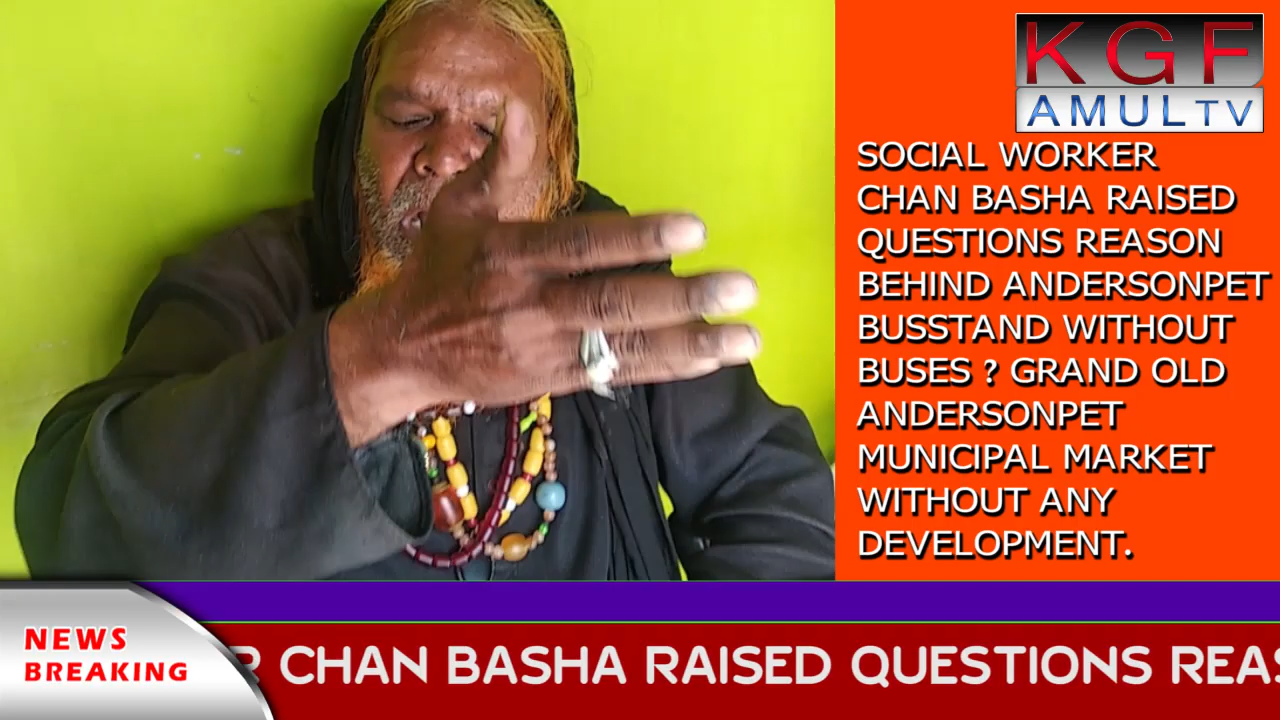 KGF
AMULTV
SOCIAL WORKER
CHAN BASHA RAISED
QUESTIONS REASON
BEHIND ANDERSONPET
BUSSTAND WITHOUT
BUSES ? GRAND OLD
ANDERSONPET
MUNICIPAL MARKET
WITHOUT ANY
DEVELOPMENT.
NEWS
BREAKING
CHAN BASHA RAISED QUESTIONS